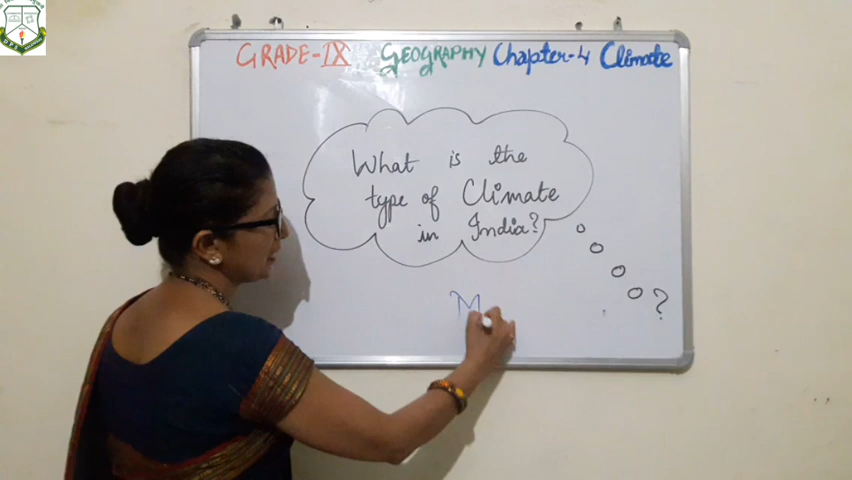 GRADE-IX GEOGRAPHY Chapter-4 Climate
What is the
type of Climate
in India?
?
M